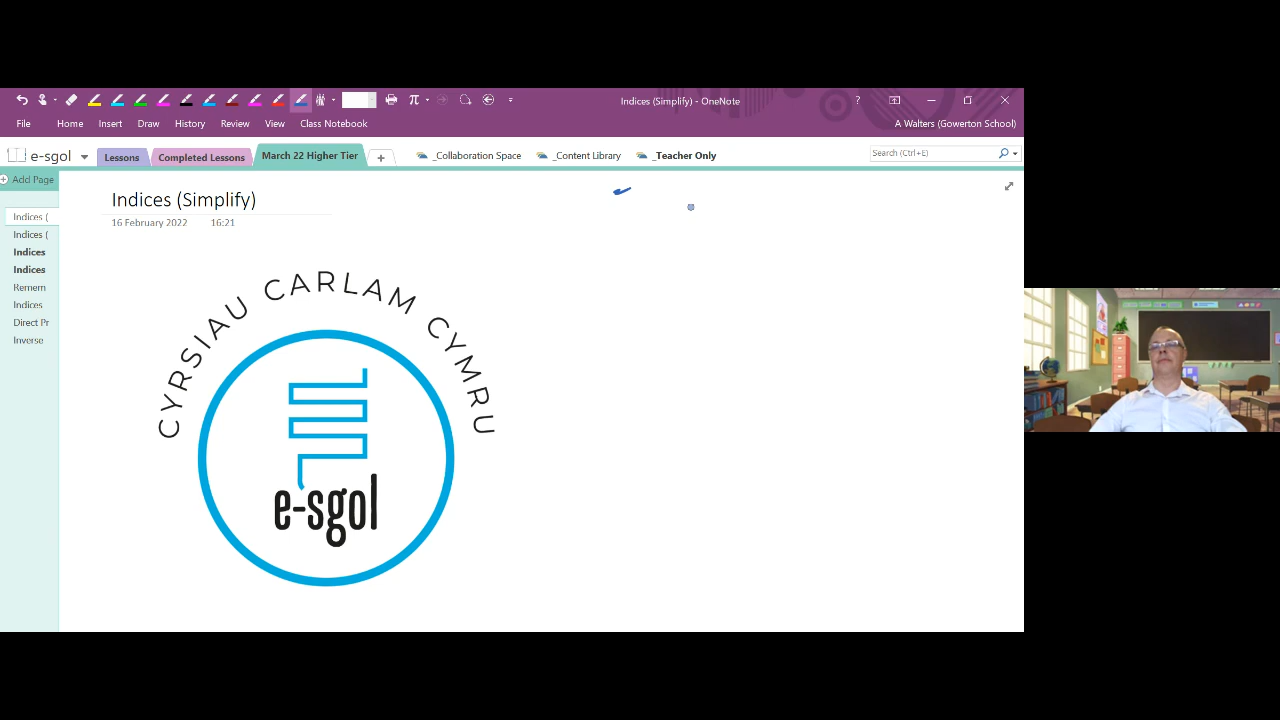 Indices (Simplify) - OneNote
?
File Home Insert Draw History Review View Class Notebook
A Walters (Gowerton School)
e-sgol
Lessons
Completed Lessons
March 22 Higher Tier
+
_Collaboration Space
_Content Library
_Teacher Only
Search (Ctrl+E)
Add Page
Indices (Simplify)
16 February 2022 16:21
Indices (
Indices (
Indices
Indices
Remem
Indices
Direct Pr
Inverse
CYRSIAU CARLAM CYMRU
e-sgol